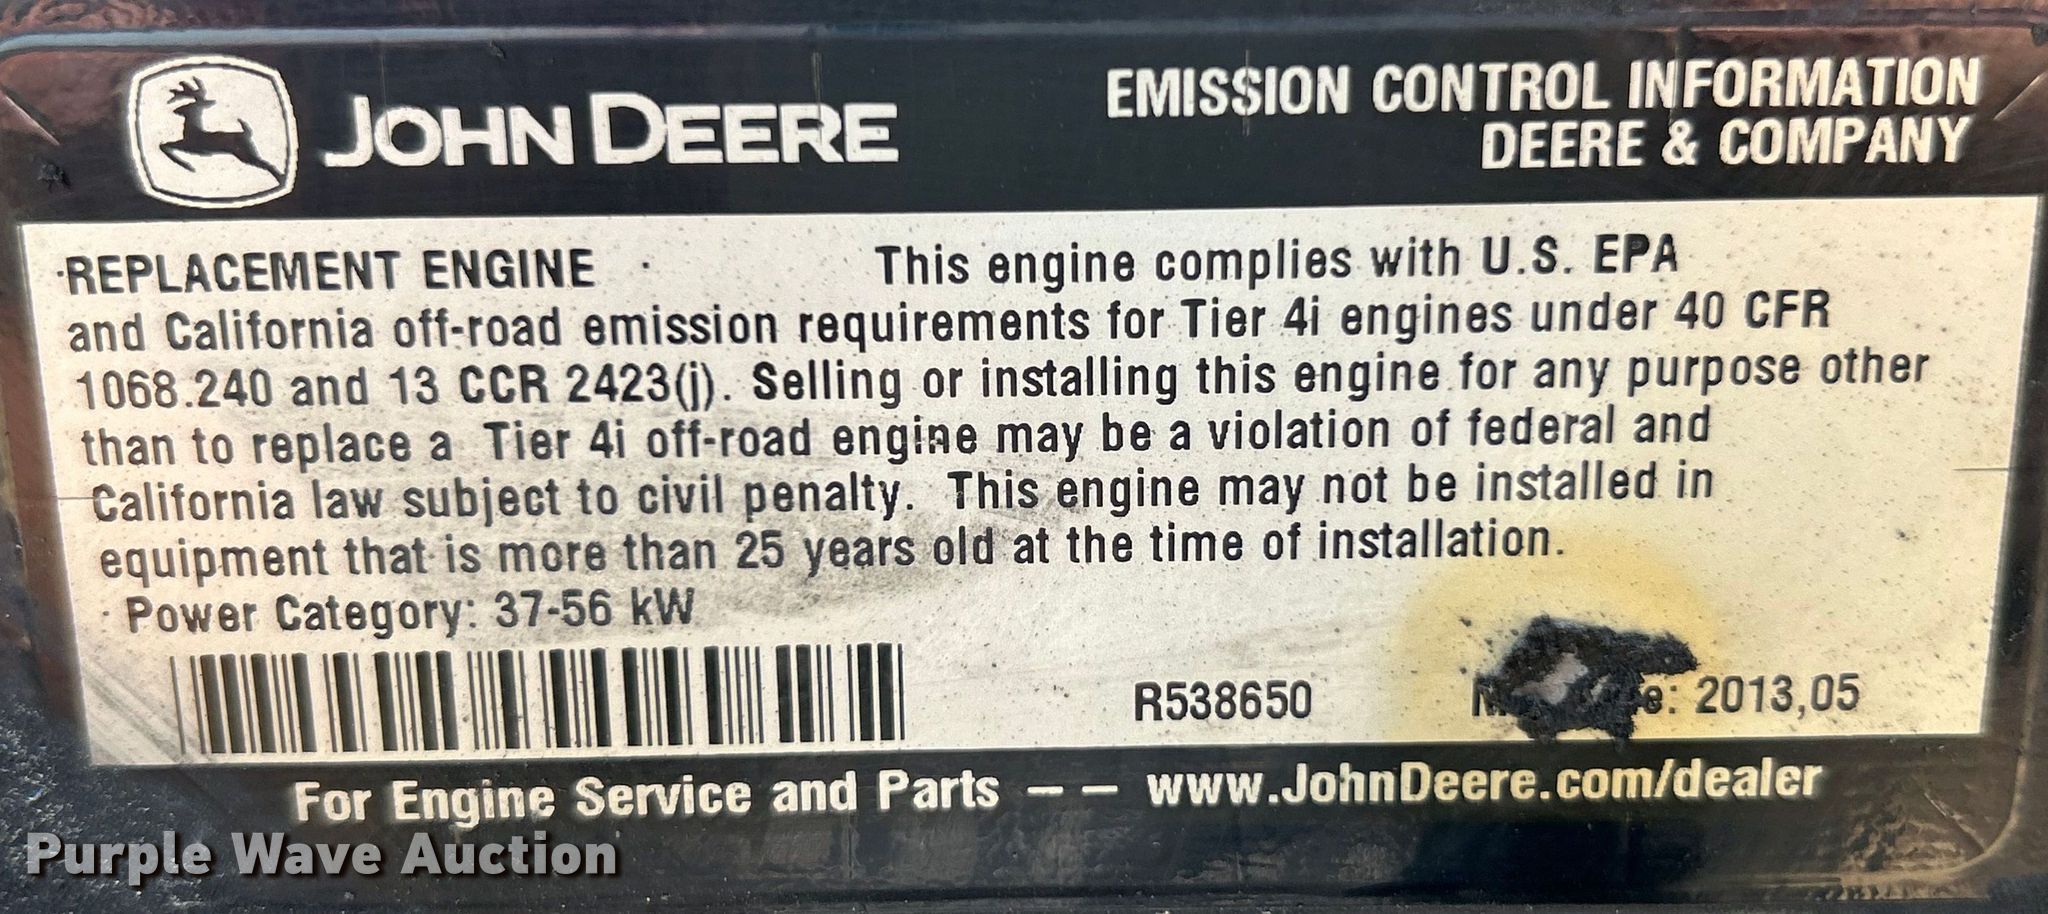 JOHN DEERE
EMISSION CONTROL INFORMATION
DEERE & COMPANY
REPLACEMENT ENGINE This engine complies with U.S. EPA
and California off-road emission requirements for Tier 4i engines under 40 CFR
1068.240 and 13 CCR 2423(j). Selling or installing this engine for any purpose other
than to replace a Tier 4i off-road engine may be a violation of federal and
California law subject to civil penalty. This engine may not be installed in
equipment that is more than 25 years old at the time of installation.
Power Category: 37-56 kW
R538650 2013,05
For Engine Service and Parts -- www.JohnDeere.com/dealer
Purple Wave Auction